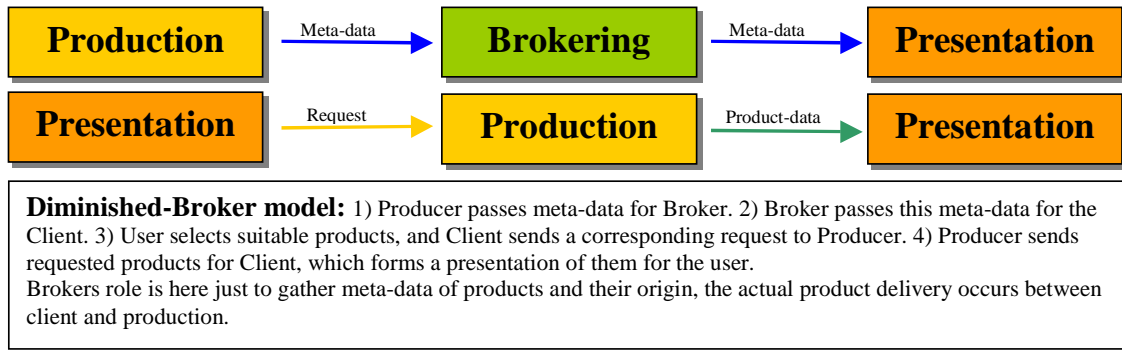 Production Meta-data Brokering Meta-data Presentation
Presentation Request Production Product-data Presentation
Diminished-Broker model: 1) Producer passes meta-data for Broker. 2) Broker passes this meta-data for the
Client. 3) User selects suitable products, and Client sends a corresponding request to Producer. 4) Producer sends
requested products for Client, which forms a presentation of them for the user.
Brokers role is here just to gather meta-data of products and their origin, the actual product delivery occurs between
client and production.